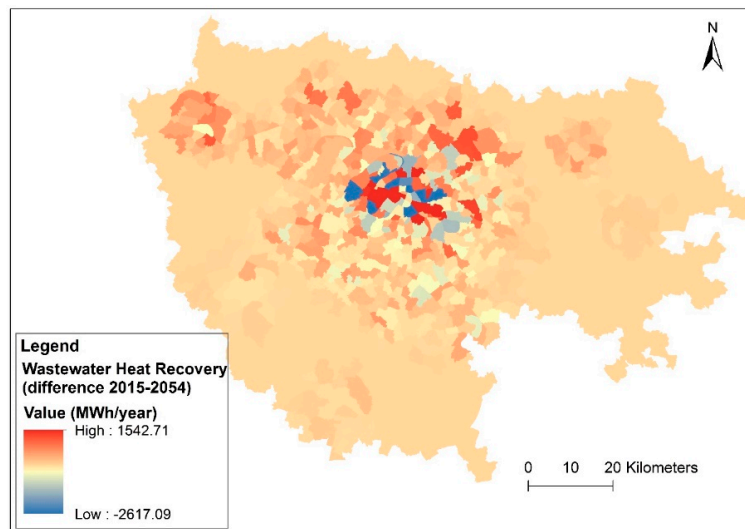 N
Legend
Wastewater Heat Recovery
(difference 2015-2054)
Value (MWh/year)
High : 1542.71
Low : -2617.09
0 10 20 Kilometers